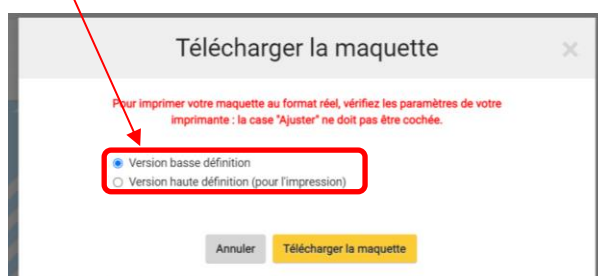 Télécharger la maquette
Pour imprimer votre maquette au format réel, vérifiez les paramètres de votre
imprimante : la case "Ajuster" ne doit pas être cochée.
Version basse définition
Version haute définition (pour l'impression)
Annuler Télécharger la maquette